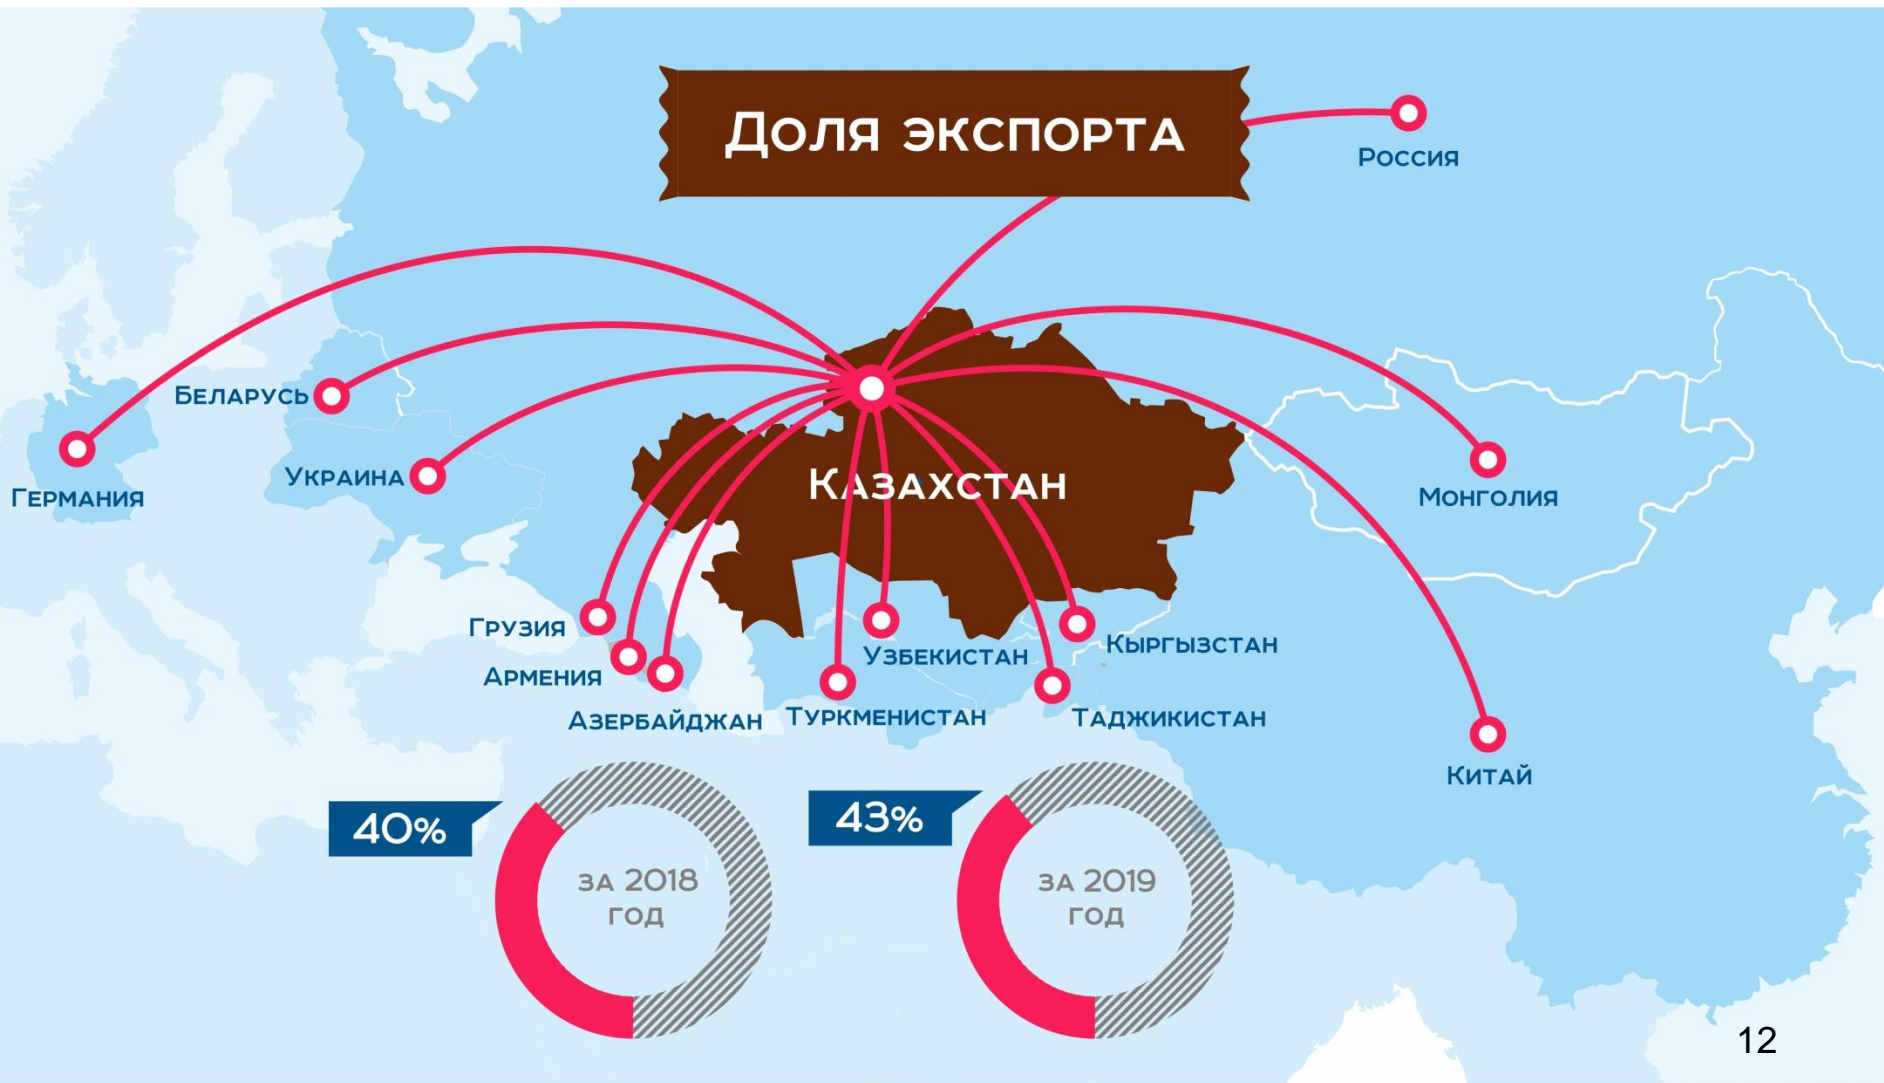 Доля экспорта
Россия
Беларусь
Германия
Украина
Казахстан
Монголия
Грузия
Армения
Азербайджан
Туркменистан
Узбекистан
Кыргызстан
Таджикистан
Китай
40%
за 2018
год
43%
за 2019
год
12